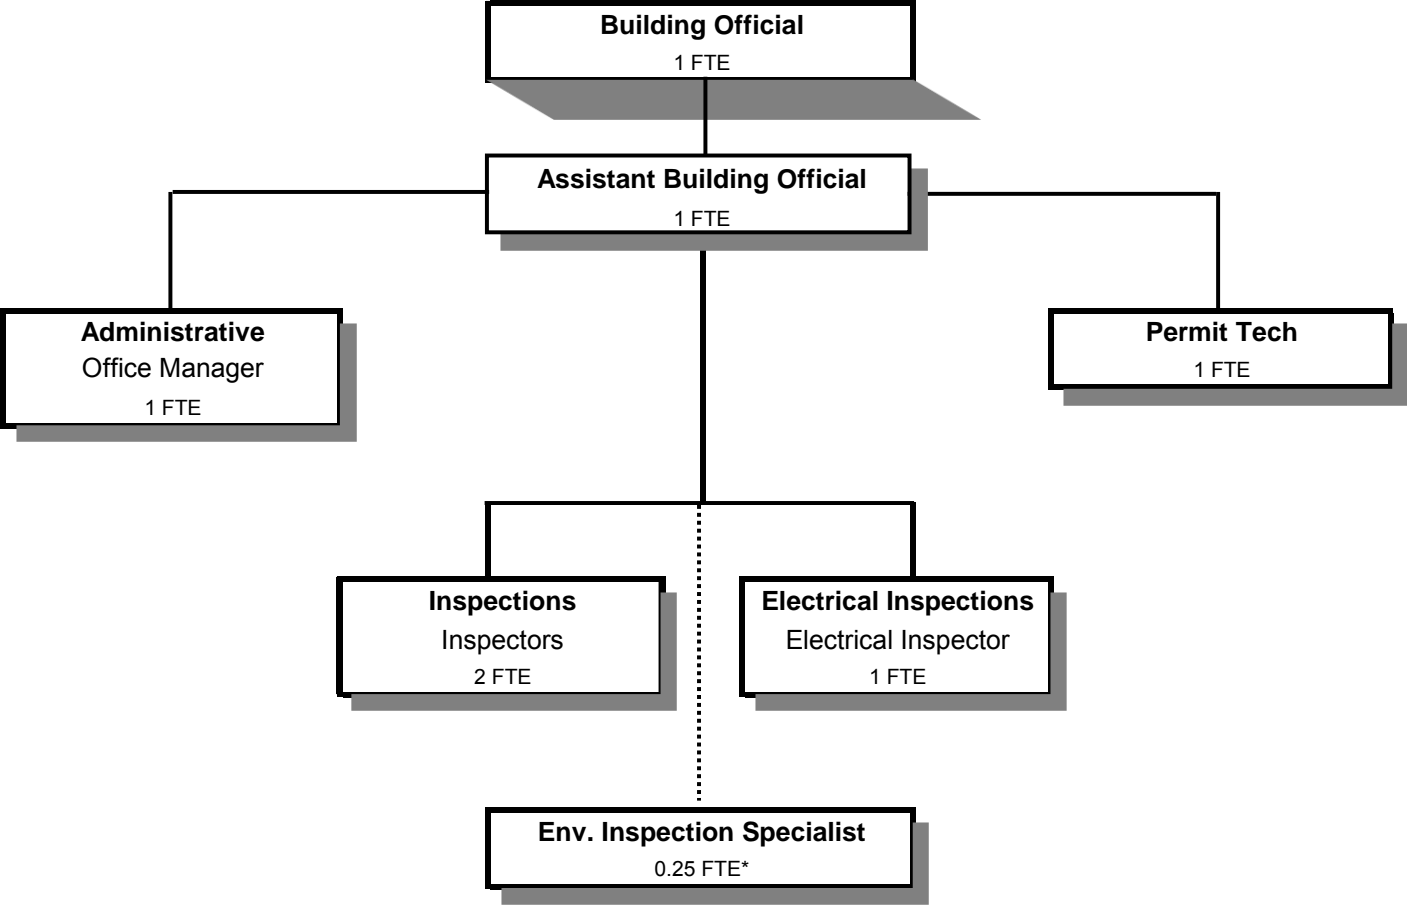 Building Official
1 FTE
Assistant Building Official
1 FTE
Administrative
Office Manager
1 FTE
Permit Tech
1 FTE
Inspections
Inspectors
2 FTE
Electrical Inspections
Electrical Inspector
1 FTE
Env. Inspection Specialist
0.25 FTE*